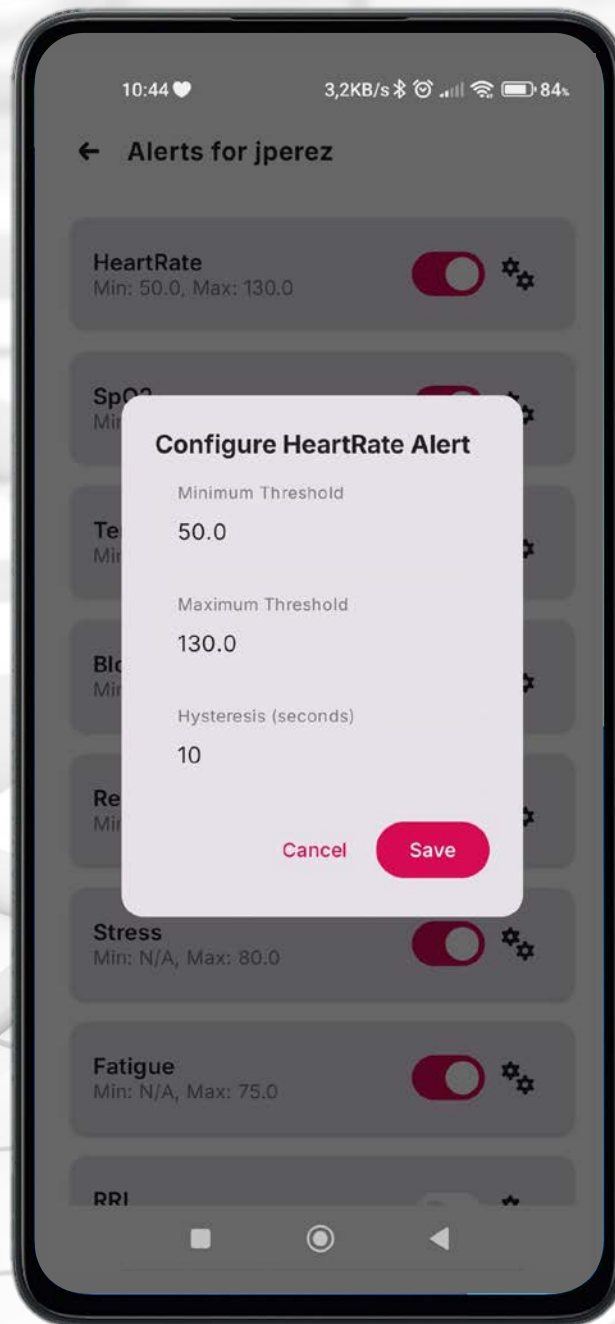 10:44
3,2KB/s 84%
Alerts for jperez
HeartRate
Min: 50.0, Max: 130.0
Configure HeartRate Alert
Minimum Threshold
50.0
Maximum Threshold
130.0
Hysteresis (seconds)
10
Cancel Save
Stress
Min: N/A, Max: 80.0
Fatigue
Min: N/A, Max: 75.0
RRI